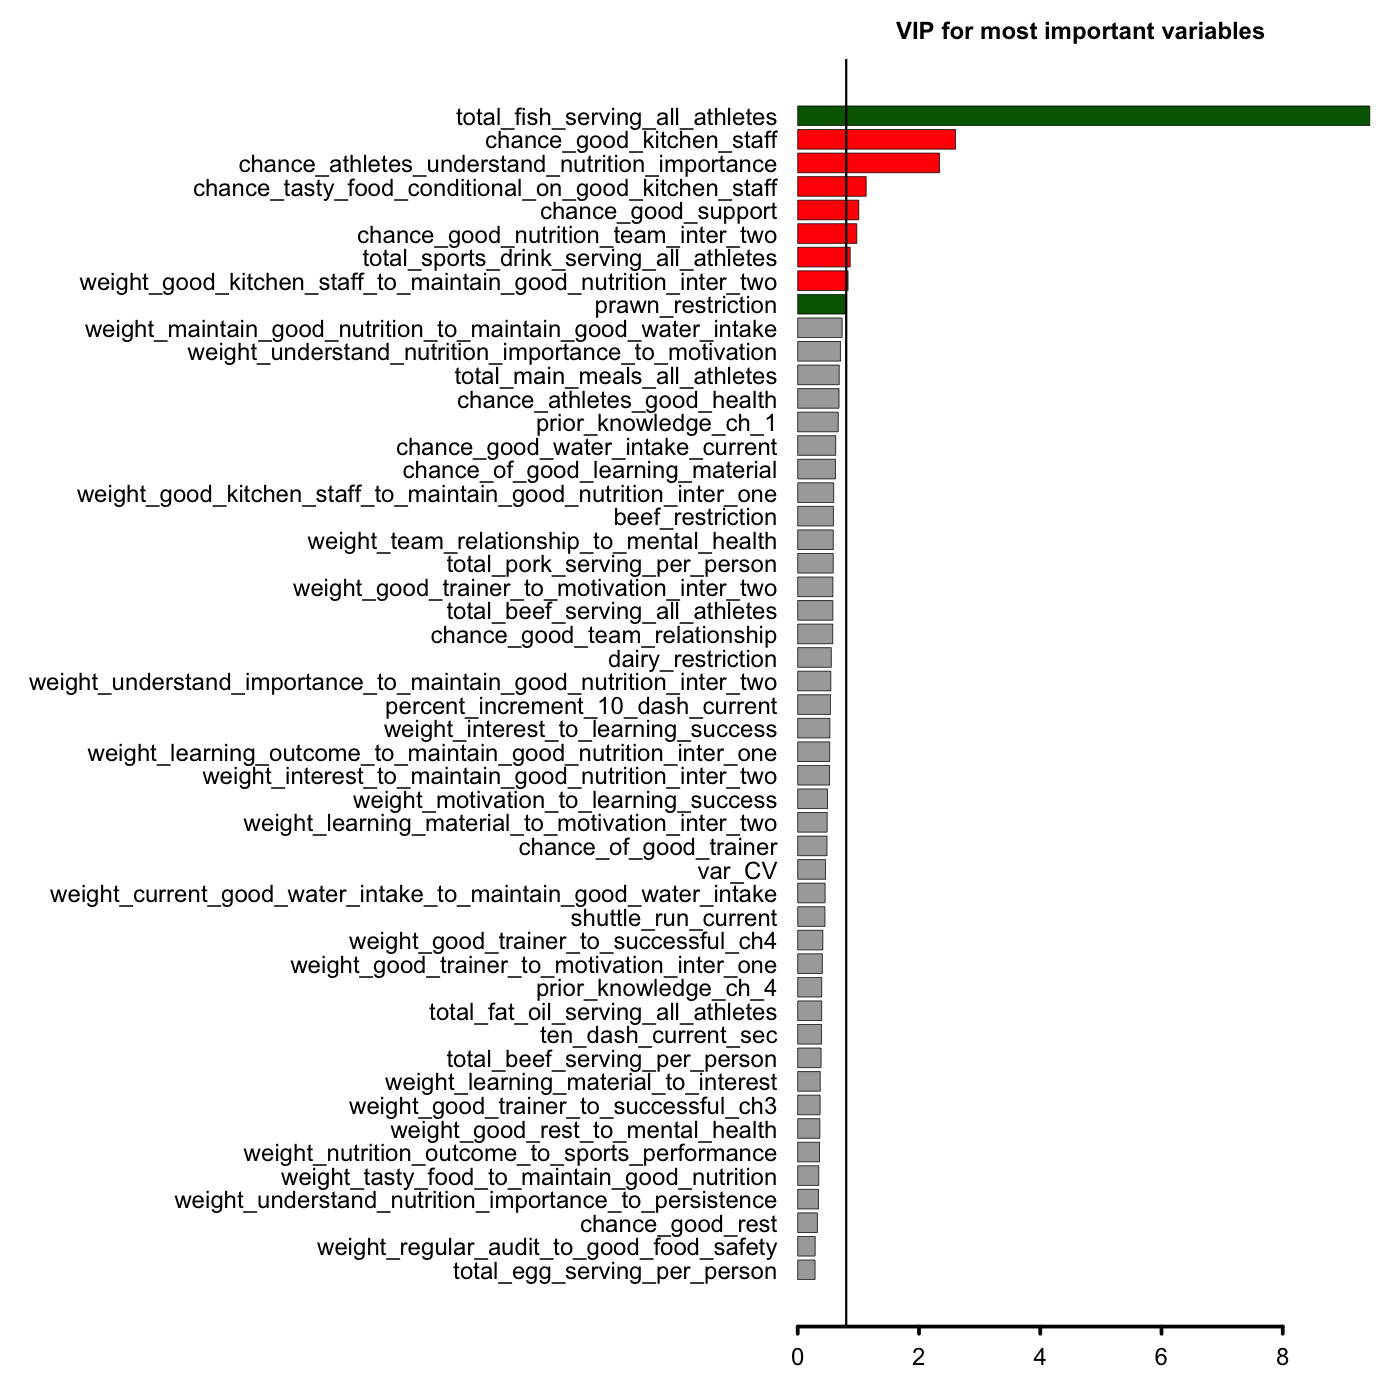 VIP for most important variables
total_fish_serving_all_athletes
chance_good_kitchen_staff
chance_athletes_understand_nutrition_importance
chance_tasty_food_conditional_on_good_kitchen_staff
chance_good_support
chance_good_nutrition_team_inter_two
total_sports_drink_serving_all_athletes
weight_good_kitchen_staff_to_maintain_good_nutrition_inter_two
prawn_restriction
weight_maintain_good_nutrition_to_maintain_good_water_intake
weight_understand_nutrition_importance_to_motivation
total_main_meals_all_athletes
chance_athletes_good_health
prior_knowledge_ch_1
chance_good_water_intake_current
chance_of_good_learning_material
weight_good_kitchen_staff_to_maintain_good_nutrition_inter_one
beef_restriction
weight_team_relationship_to_mental_health
total_pork_serving_per_person
weight_good_trainer_to_motivation_inter_two
total_beef_serving_all_athletes
chance_good_team_relationship
dairy_restriction
weight_understand_importance_to_maintain_good_nutrition_inter_two
percent_increment_10_dash_current
weight_interest_to_learning_success
weight_learning_outcome_to_maintain_good_nutrition_inter_one
weight_interest_to_maintain_good_nutrition_inter_two
weight_motivation_to_learning_success
weight_learning_material_to_motivation_inter_two
chance_of_good_trainer
var_CV
weight_current_good_water_intake_to_maintain_good_water_intake
shuttle_run_current
weight_good_trainer_to_successful_ch4
weight_good_trainer_to_motivation_inter_one
prior_knowledge_ch_4
total_fat_oil_serving_all_athletes
ten_dash_current_sec
total_beef_serving_per_person
weight_learning_material_to_interest
weight_good_trainer_to_successful_ch3
weight_good_rest_to_mental_health
weight_nutrition_outcome_to_sports_performance
weight_tasty_food_to_maintain_good_nutrition
weight_understand_nutrition_importance_to_persistence
chance_good_rest
weight_regular_audit_to_good_food_safety
total_egg_serving_per_person
0 2 4 6 8